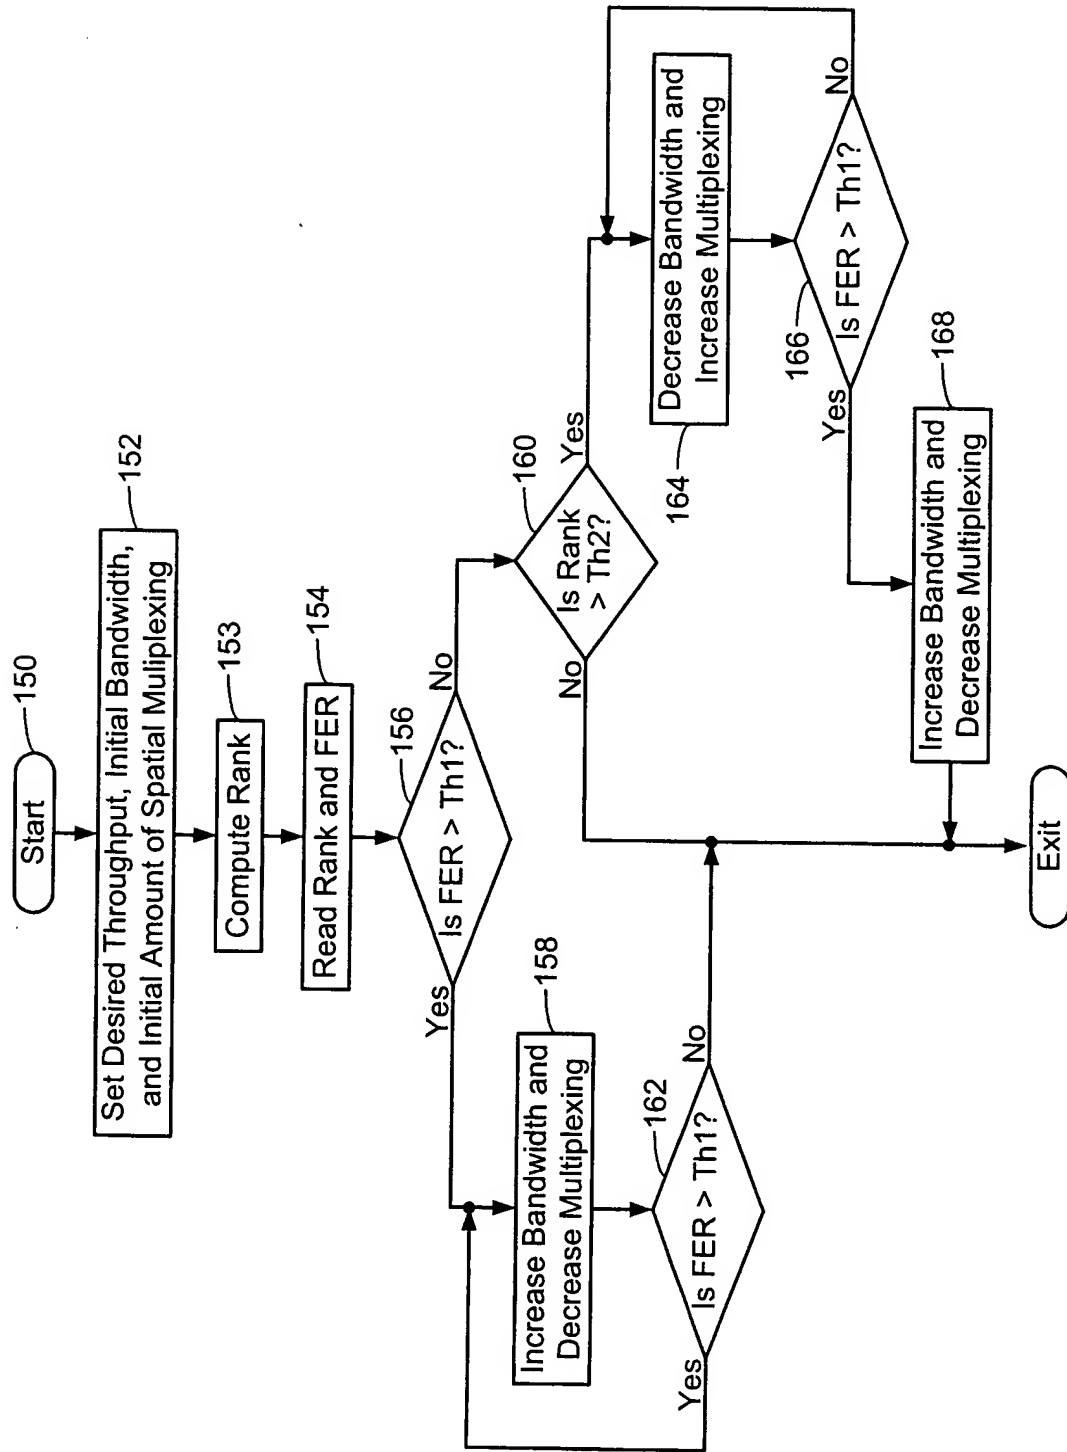 Start
150
Set Desired Throughput, Initial Bandwidth,
and Initial Amount of Spatial Muliplexing
152
Compute Rank
153
Read Rank and FER
154
Is FER > Th1?
156
Yes
No
Increase Bandwidth and
Decrease Multiplexing
158
Is FER > Th1?
162
Yes
No
Is Rank
> Th2?
160
No
Yes
Decrease Bandwidth and
Increase Multiplexing
164
Is FER > Th1?
166
Yes
No
Increase Bandwidth and
Decrease Multiplexing
168
Exit